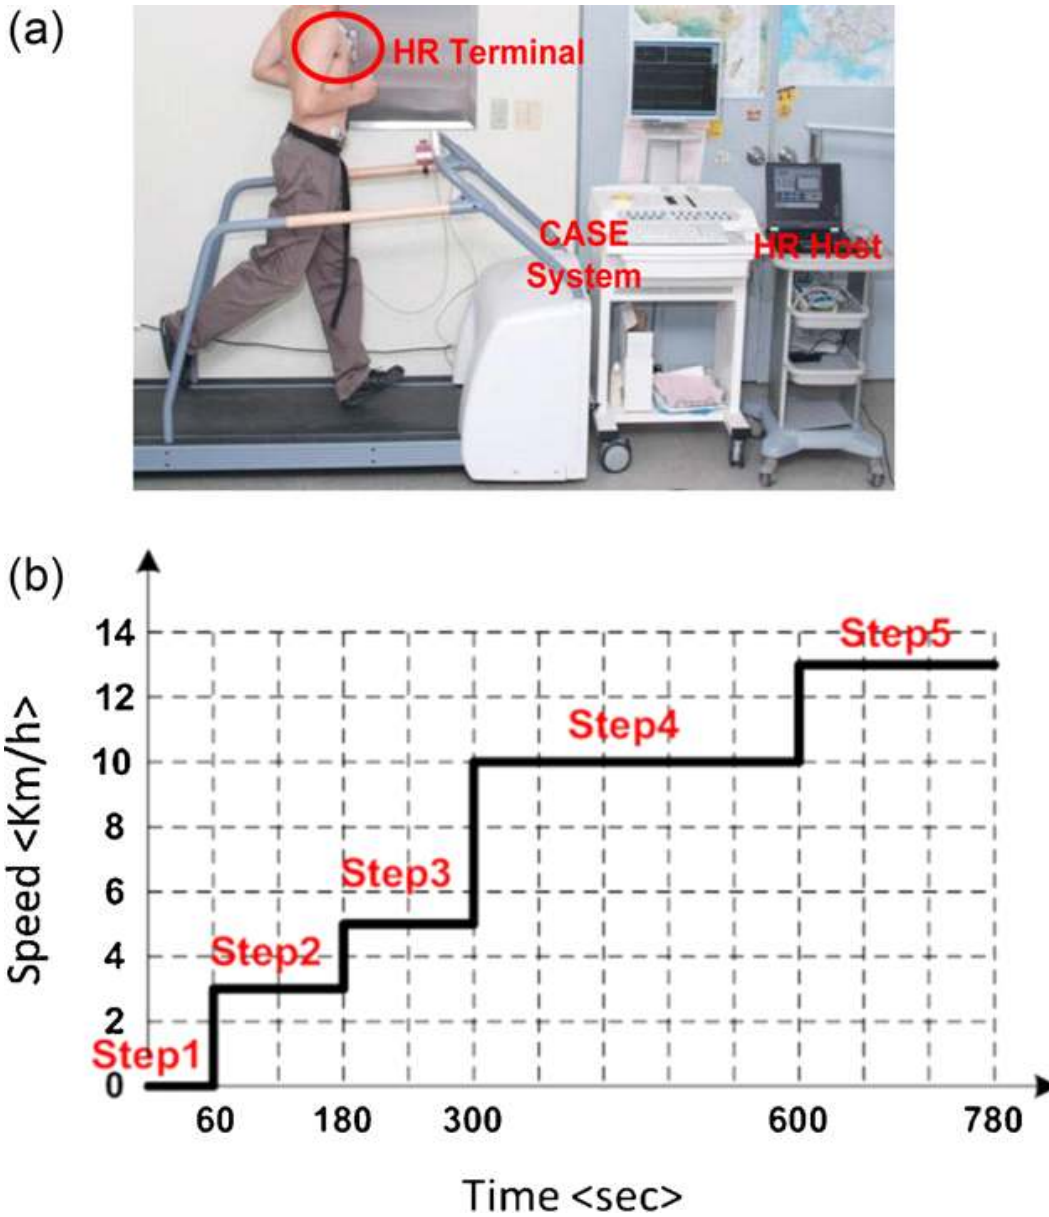 (a)
HR Terminal
CASE
System
HR Host
(b)
14
12
10
8
6
4
2
0
Step1
Step2
Step3
Step4
Step5
60 180 300 600 780
Speed <Km/h>
Time <sec>